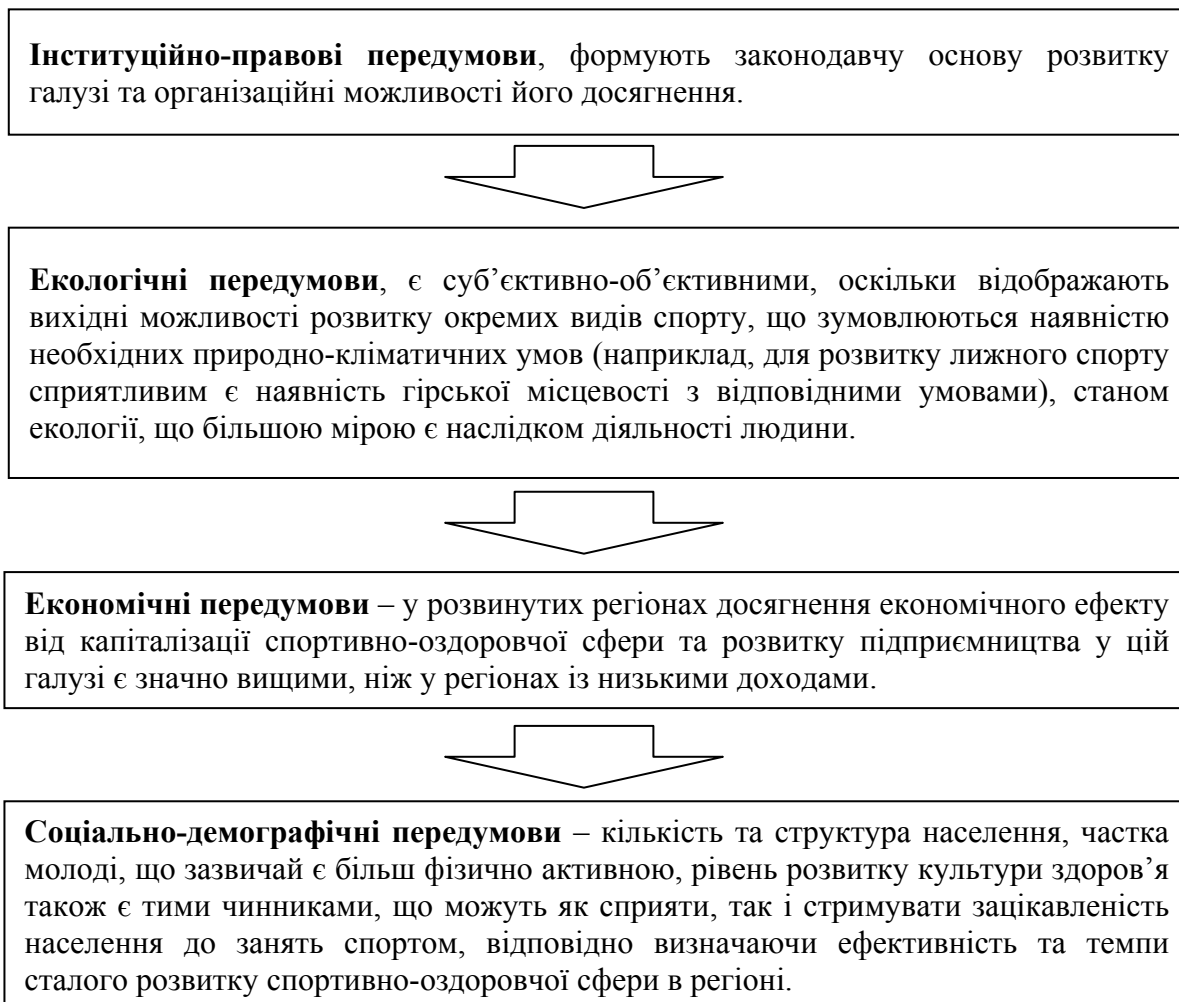 Інституційно-правові передумови, формують законодавчу основу розвитку
галузі та організаційні можливості його досягнення.
Екологічні передумови, є суб’єктивно-об’єктивними, оскільки відображають
вихідні можливості розвитку окремих видів спорту, що зумовлюються наявністю
необхідних природно-кліматичних умов (наприклад, для розвитку лижного спорту
сприятливим є наявність гірської місцевості з відповідними умовами), станом
екології, що більшою мірою є наслідком діяльності людини.
Економічні передумови – у розвинутих регіонах досягнення економічного ефекту
від капіталізації спортивно-оздоровчої сфери та розвитку підприємництва у цій
галузі є значно вищими, ніж у регіонах із низькими доходами.
Соціально-демографічні передумови – кількість та структура населення, частка
молоді, що зазвичай є більш фізично активною, рівень розвитку культури здоров’я
також є тими чинниками, що можуть як сприяти, так і стримувати зацікавленість
населення до занять спортом, відповідно визначаючи ефективність та темпи
сталого розвитку спортивно-оздоровчої сфери в регіоні.